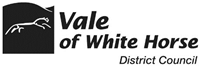 Vale
of White Horse
District Council